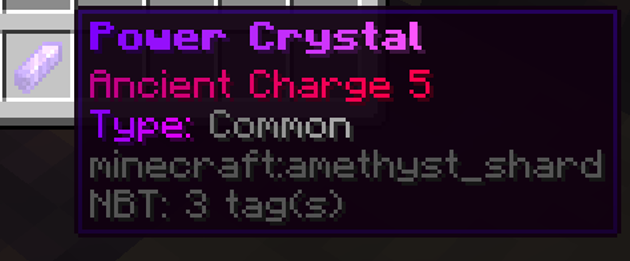 Power Crystal
Ancient Charge 5
Type: Common
minecraft:amethyst_shard
NBT: 3 tag(s)